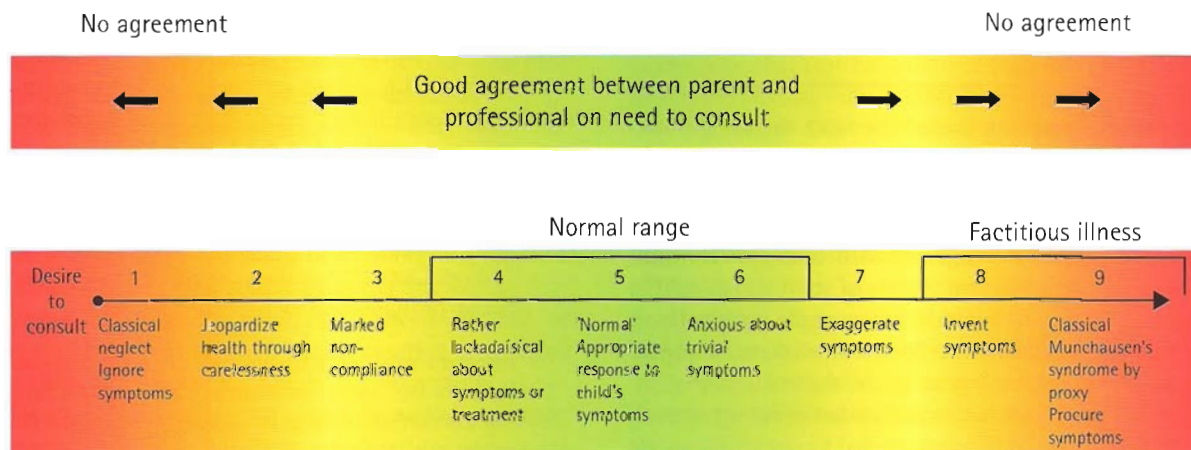 No agreement
No agreement
Good agreement between parent and
professional on need to consult
Normal range
Factitious illness
Desire
to
consult
1
2
3
4
5
6
7
8
9
Classical
neglect
Ignore
symptoms
Jeopardize
health through
carelessness
Marked
non-
compliance
Rather
lackadaisical
about
symptoms or
treatment
'Normal'
Appropriate
response to
child's
symptoms
Anxious about
trivial
symptoms
Exaggerate
symptoms
Invent
symptoms
Classical
Munchausen's
syndrome by
proxy
Procure
symptoms